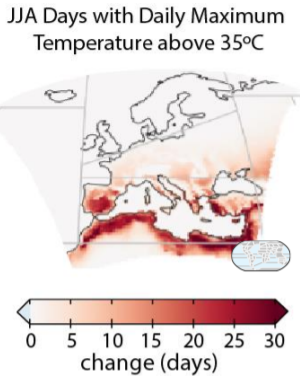 JJA Days with Daily Maximum
Temperature above 35ºC
0 5 10 15 20 25 30
change (days)